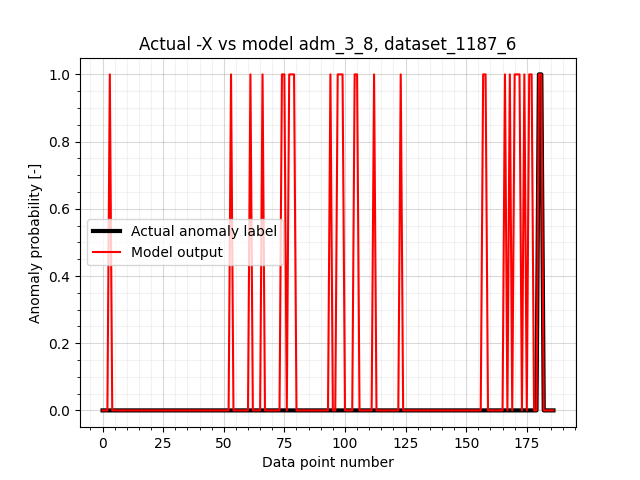 Actual -X vs model adm_3_8, dataset_1187_6
1.0
0.8
0.6
0.4
0.2
0.0
Anomaly probability [-]
Actual anomaly label
Model output
0 25 50 75 100 125 150 175
Data point number